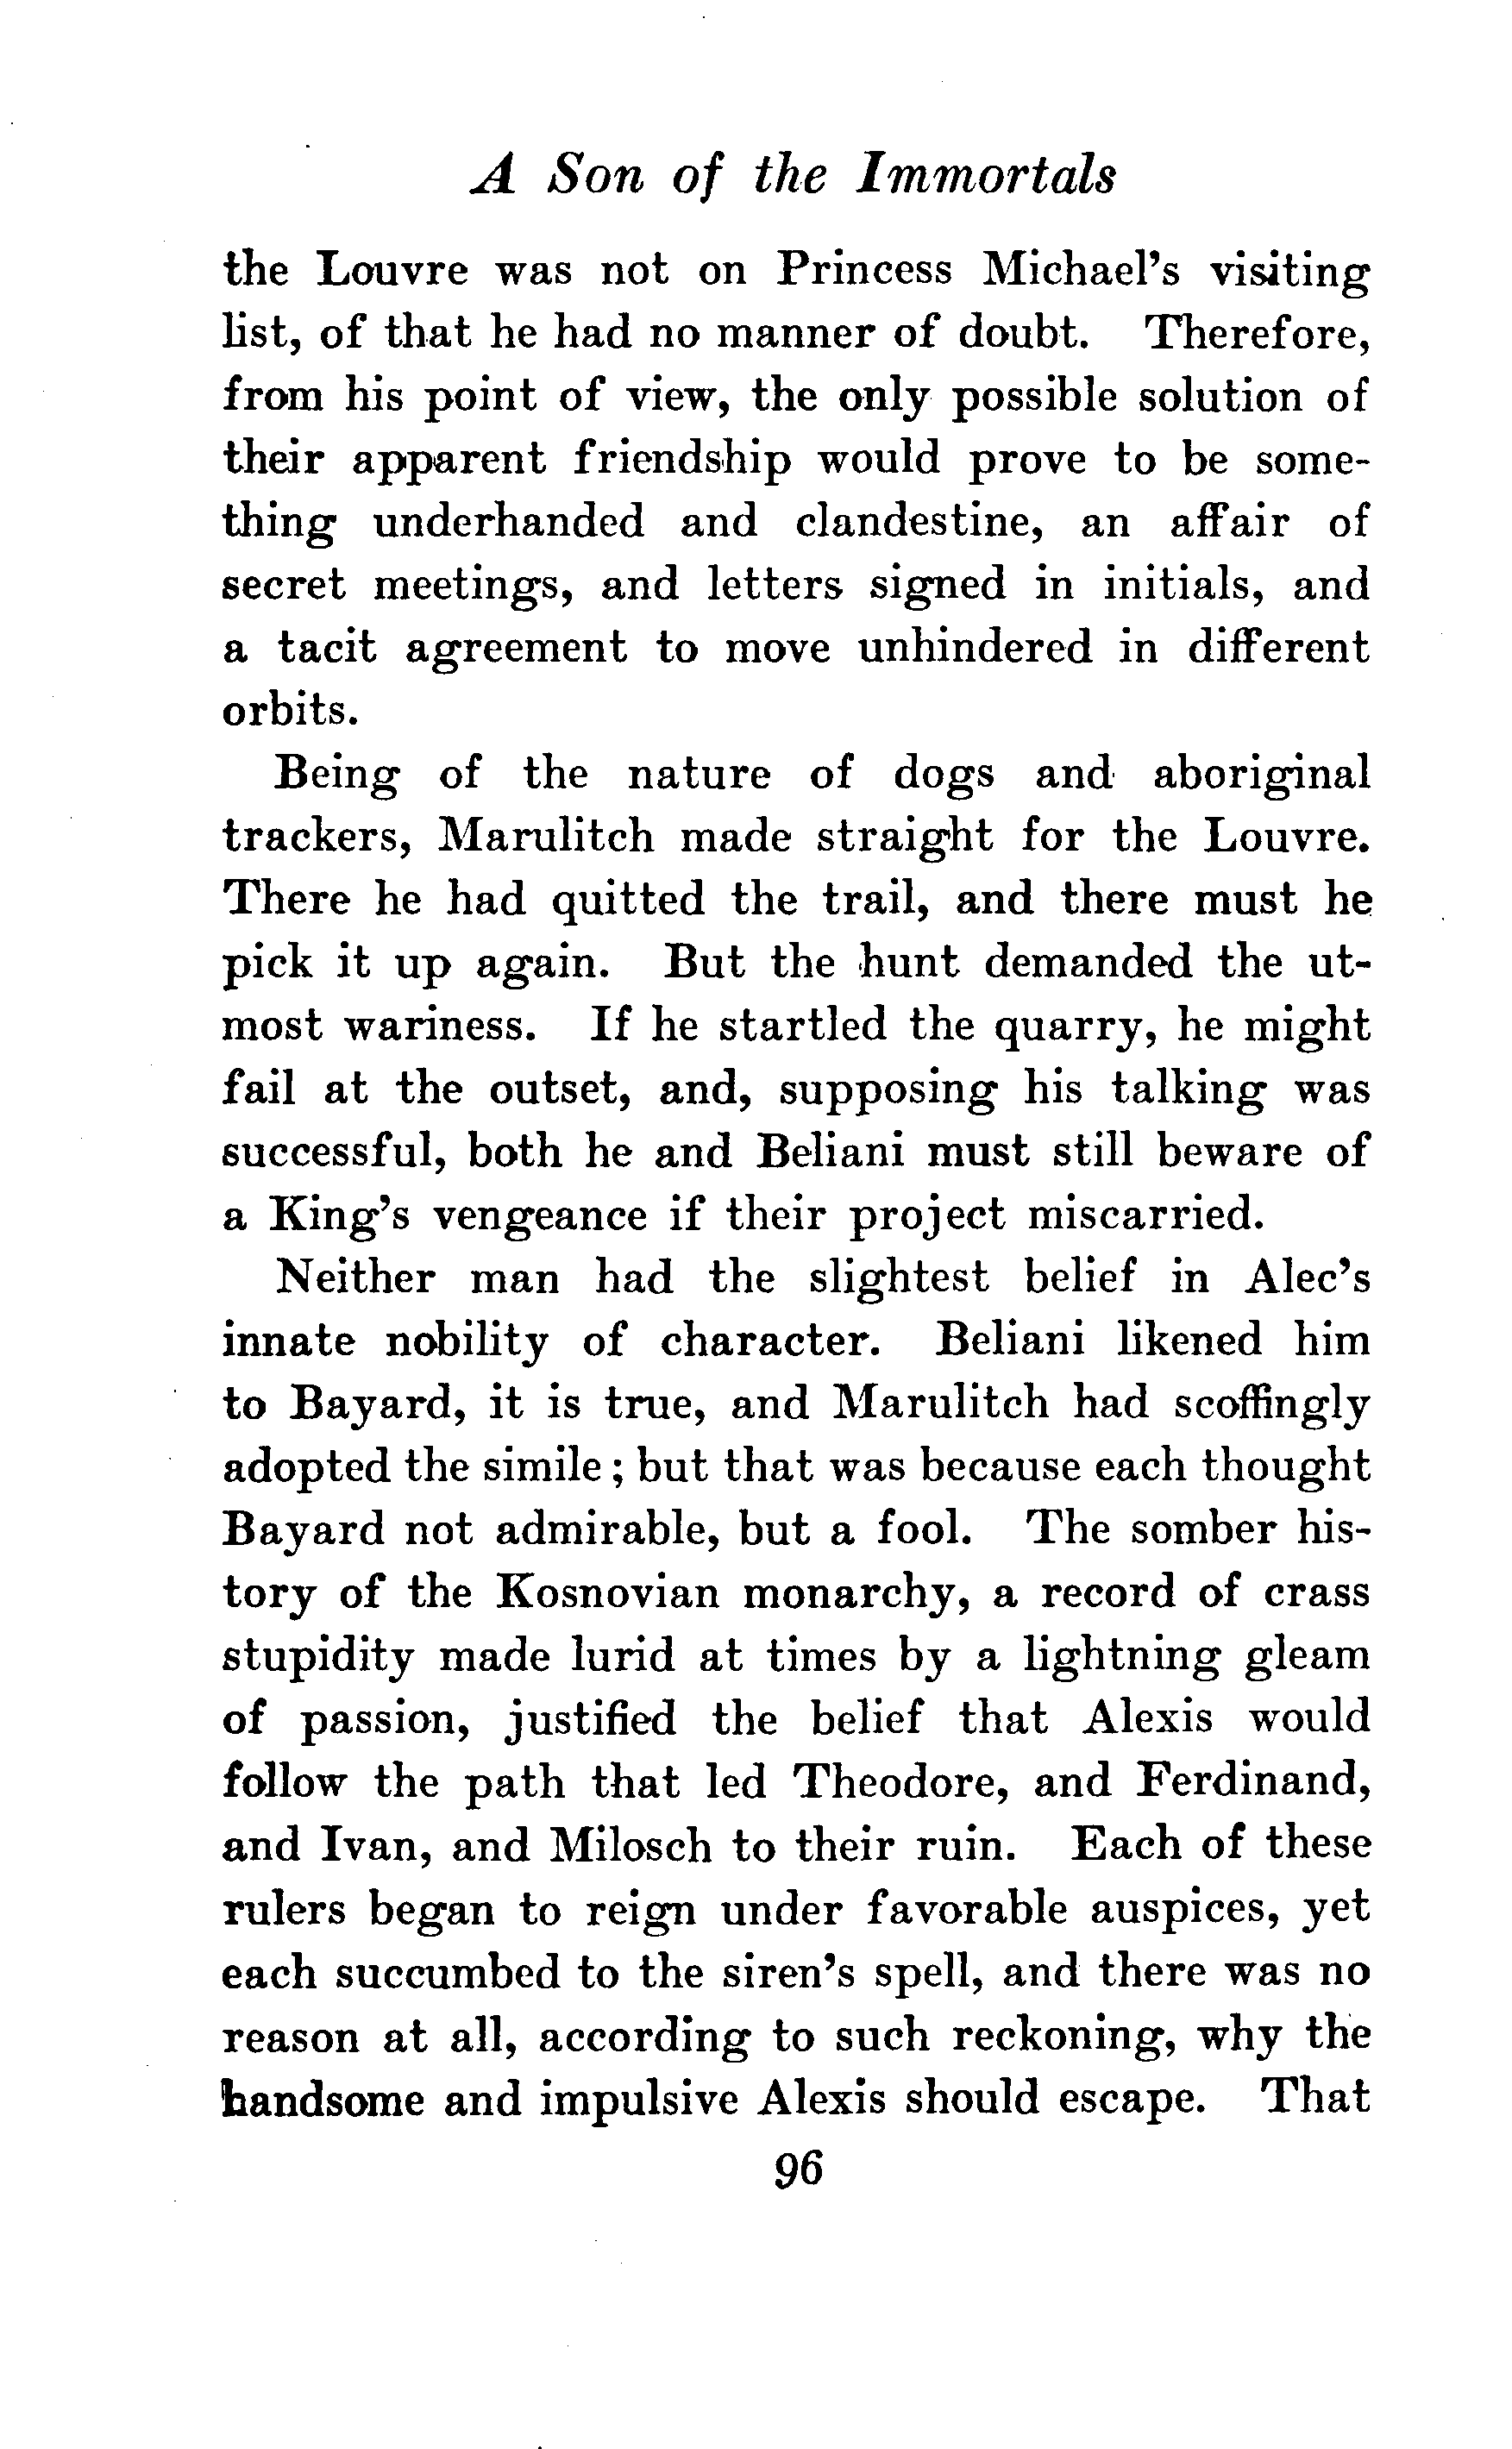 A Son of the Immortals
the Louvre was not on Princess Michael's visiting
list, of that he had no manner of doubt. Therefore,
from his point of view, the only possible solution of
their apparent friendship would prove to be some-
thing underhanded and clandestine, an affair of
secret meetings, and letters signed in initials, and
a tacit agreement to move unhindered in different
orbits.
Being of the nature of dogs and aboriginal
trackers, Marulitch made straight for the Louvre.
There he had quitted the trail, and there must he
pick it up again. But the hunt demanded the ut-
most wariness. If he startled the quarry, he might
fail at the outset, and, supposing his talking was
successful, both he and Beliani must still beware of
a King's vengeance if their project miscarried.
Neither man had the slightest belief in Alec's
innate nobility of character. Beliani likened him
to Bayard, it is true, and Marulitch had scoffingly
adopted the simile; but that was because each thought
Bayard not admirable, but a fool. The somber his-
tory of the Kosnovian monarchy, a record of crass
stupidity made lurid at times by a lightning gleam
of passion, justified the belief that Alexis would
follow the path that led Theodore, and Ferdinand,
and Ivan, and Milosch to their ruin. Each of these
rulers began to reign under favorable auspices, yet
each succumbed to the siren's spell, and there was no
reason at all, according to such reckoning, why the
handsome and impulsive Alexis should escape. That
96